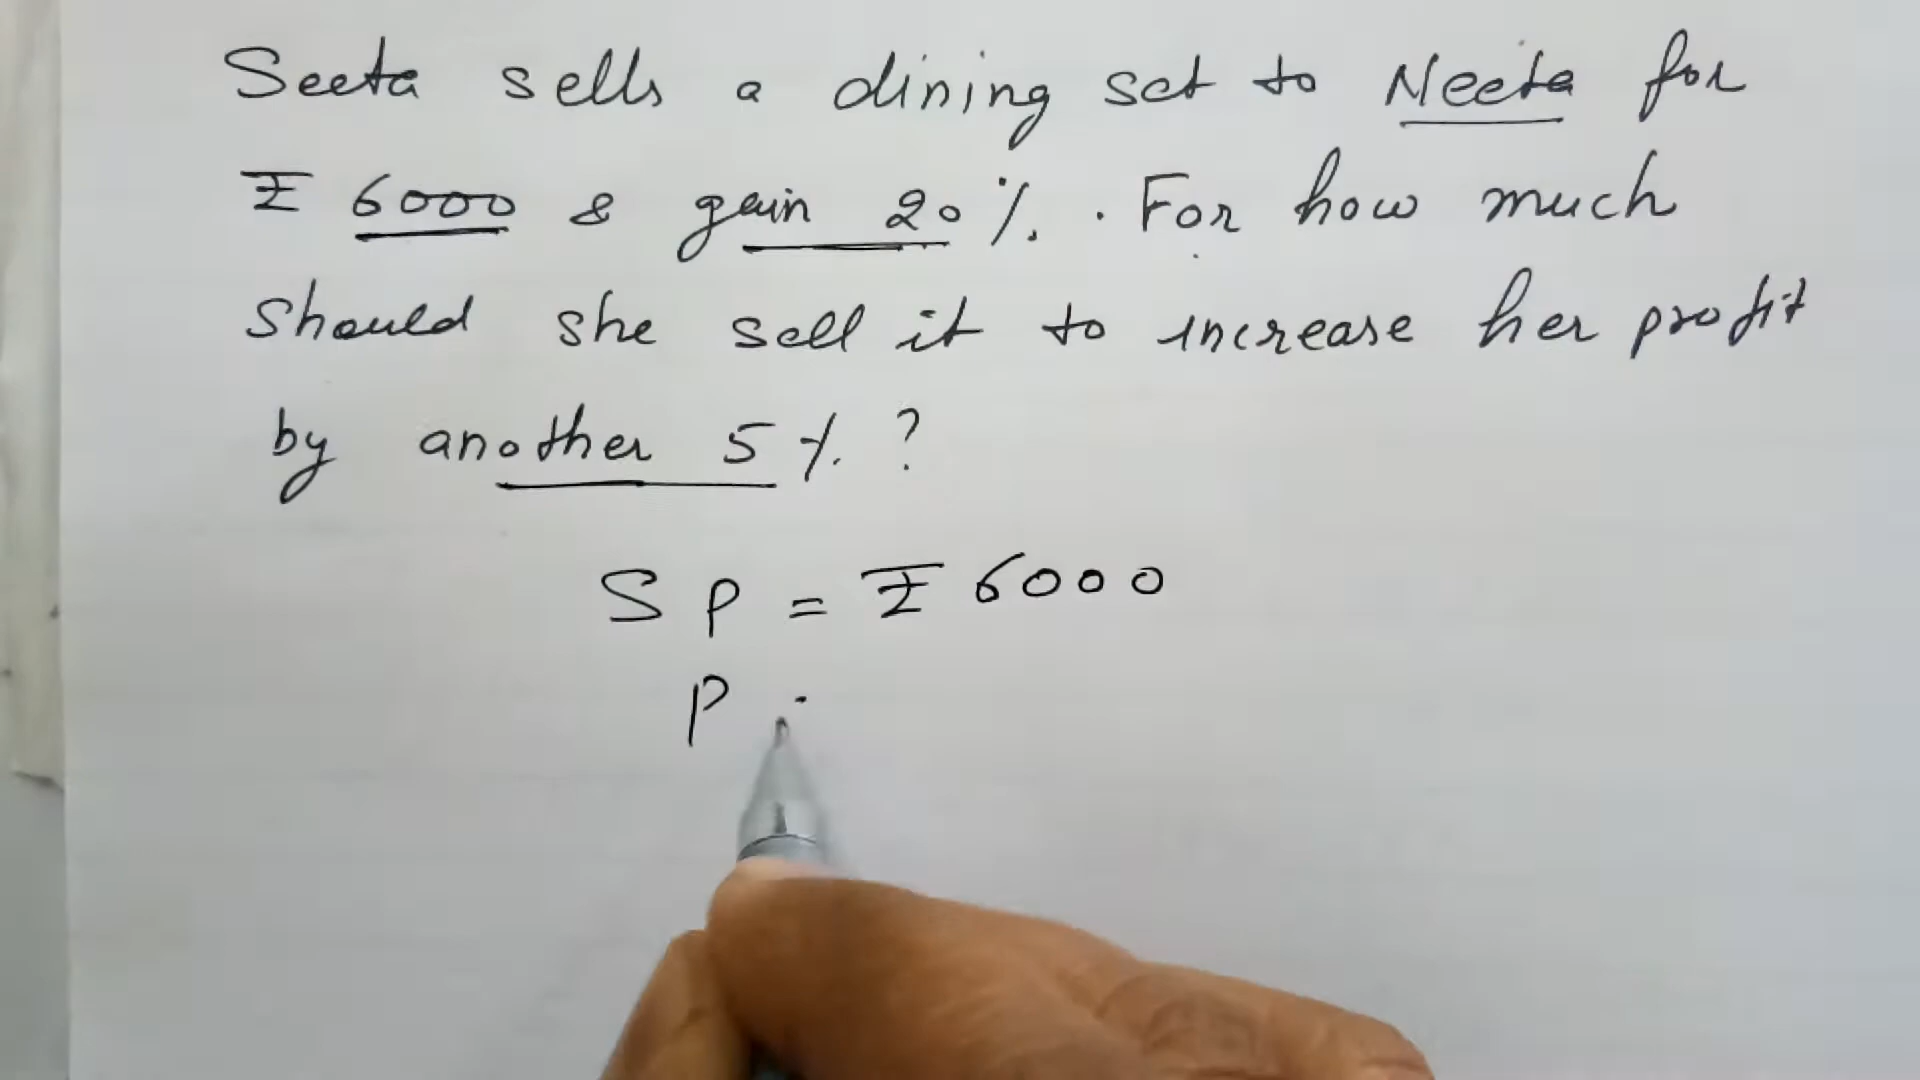 Seeta sells a dining set to Neeta for
₹ 6000 & gain 20%. For how much
should she sell it to increase her profit
by another 5%?
SP = ₹ 6000
P